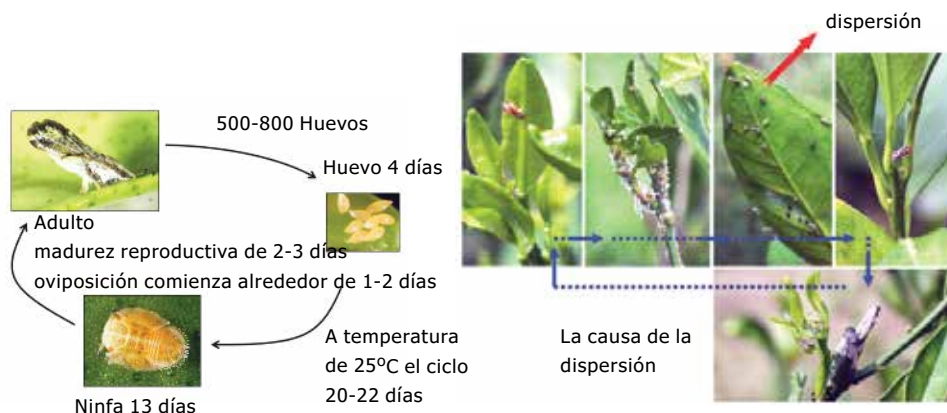 dispersión
500-800 Huevos
Huevo 4 días
Adulto
madurez reproductiva de 2-3 días
oviposición comienza alrededor de 1-2 días
A temperatura
de 25ºC el ciclo
20-22 días
Ninfa 13 días
La causa de la
dispersión